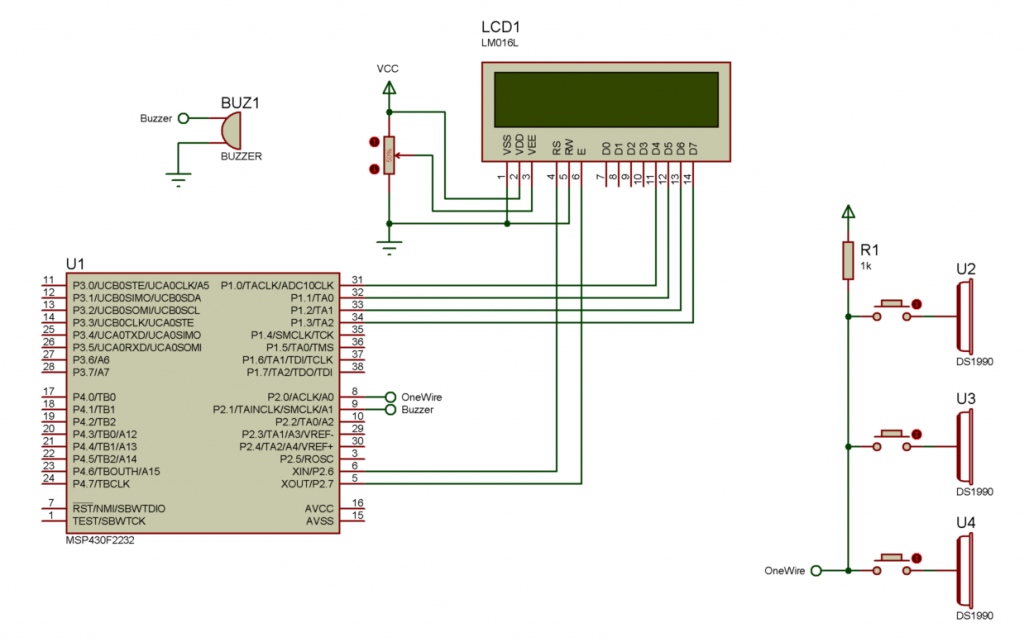 LCD1
LM016L
VCC
BUZ1
Buzzer
BUZZER
50%
VSS
VDD
VEE
RS
RW
E
D0
D1
D2
D3
D4
D5
D6
D7
1
2
3
4
5
6
7
8
9
10
11
12
13
14
U1
11 P3.0/UCB0STE/UCA0CLK/A5 P1.0/TACLK/ADC10CLK 31
12 P3.1/UCB0SIMO/UCB0SDA P1.1/TA0 32
13 P3.2/UCB0SOMI/UCB0SCL P1.2/TA1 33
14 P3.3/UCB0CLK/UCA0STE P1.3/TA2 34
25 P3.4/UCA0TXD/UCA0SIMO P1.4/SMCLK/TCK 35
26 P3.5/UCA0RXD/UCA0SOMI P1.5/TA0/TMS 36
27 P3.6/A6 P1.6/TA1/TDI/TCLK 37
28 P3.7/A7 P1.7/TA2/TDO/TDI 38
17 P4.0/TB0 P2.0/ACLK/A0 8 OneWire
18 P4.1/TB1 P2.1/TAINCLK/SMCLK/A1 9 Buzzer
19 P4.2/TB2 P2.2/TA0/A2 10
20 P4.3/TB0/A12 P2.3/TA1/A3/VREF- 29
21 P4.4/TB1/A13 P2.4/TA2/A4/VREF+ 30
22 P4.5/TB2/A14 P2.5/ROSC 3
23 P4.6/TBOUTH/A15 XIN/P2.6 6
24 P4.7/TBCLK XOUT/P2.7 5
7 RST/NMI/SBWTDIO AVCC 16
1 TEST/SBWTCK AVSS 15
MSP430F2232
R1
1k
U2
DS1990
U3
DS1990
U4
OneWire
DS1990